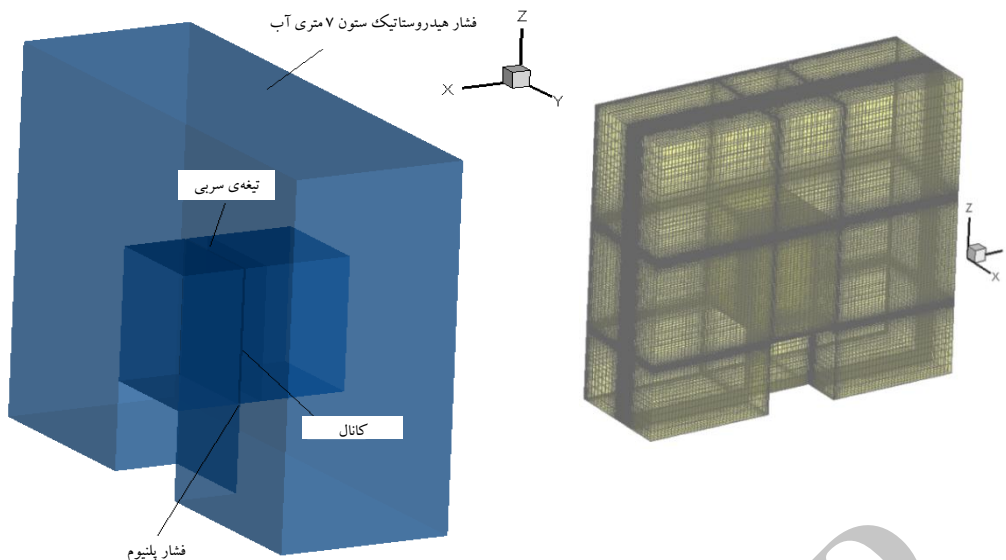 فشار هیدروستاتیک ستون ۷ متری آب
Z
X
Y
تیغه‌ی سربی
Z
X
کانال
فشار پلنیوم